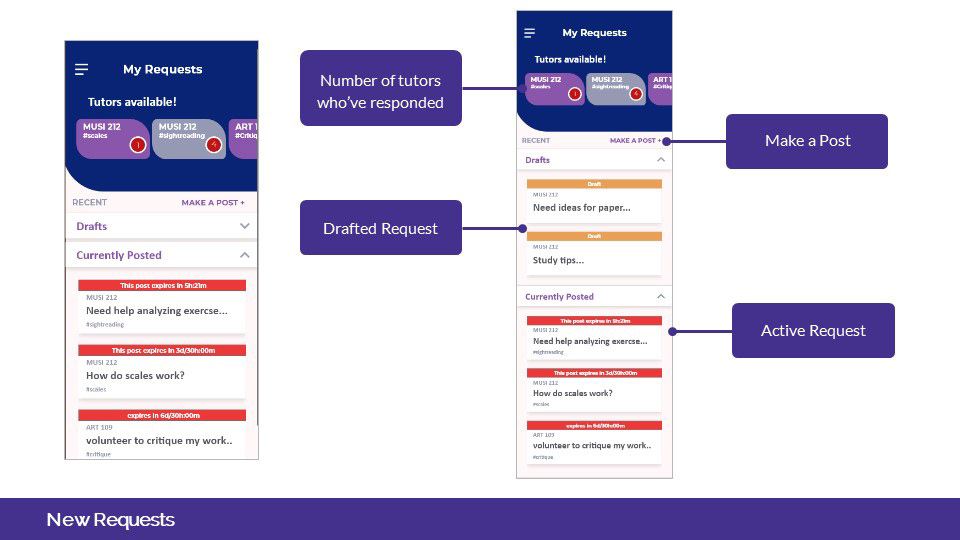 My Requests
Tutors available!
MUSI 212
#scales
1
MUSI 212
#sightreading
4
ART 1
#Critiq
RECENT
MAKE A POST +
Drafts
Currently Posted
This post expires in 5h:21m
MUSI 212
Need help analyzing exercse...
#sightreading
This post expires in 3d/30h:00m
MUSI 212
How do scales work?
#scales
expires in 6d/30h:00m
ART 109
volunteer to critique my work..
#critique
Number of tutors
who've responded
Drafted Request
My Requests
Tutors available!
MUSI 212
#scales
1
MUSI 212
#sightreading
4
ART 1
#Critiq
RECENT
MAKE A POST +
Drafts
Draft
MUSI 212
Need ideas for paper...
Draft
MUSI 212
Study tips...
Currently Posted
This post expires in 5h:21m
MUSI 212
Need help analyzing exercse...
#sightreading
This post expires in 3d/30h:00m
MUSI 212
How do scales work?
#scales
expires in 6d/30h:00m
ART 109
volunteer to critique my work..
#critique
Make a Post
Active Request
New Requests